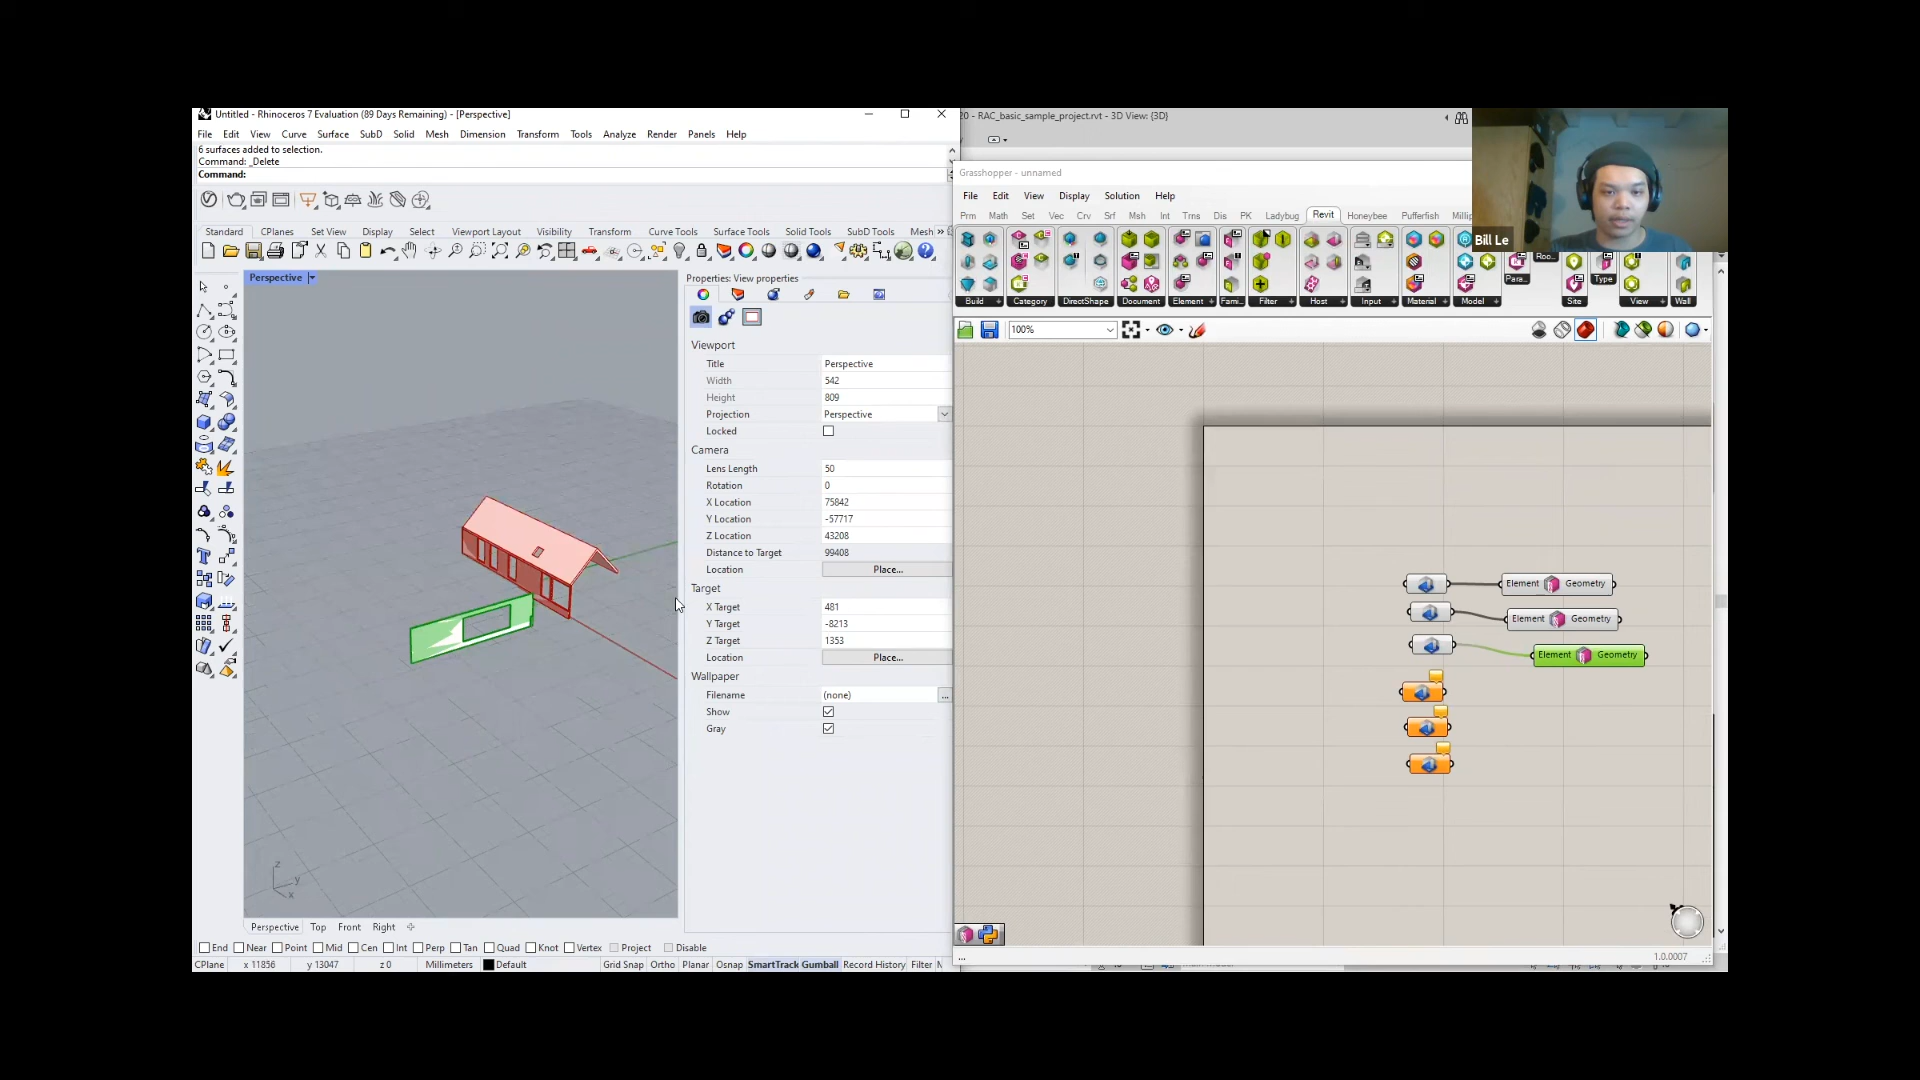 Untitled - Rhinoceros 7 Evaluation (89 Days Remaining) - [Perspective]
File Edit View Curve Surface SubD Solid Mesh Dimension Transform Tools Analyze Render Panels Help
6 surfaces added to selection.
Command: _Delete
Command:
Standard CPlanes Set View Display Select Viewport Layout Visibility Transform Curve Tools Surface Tools Solid Tools SubD Tools Mesh »
Perspective
Properties: View properties
Viewport
Title Perspective
Width 542
Height 809
Projection Perspective
Locked
Camera
Lens Length 50
Rotation 0
X Location 75842
Y Location -57717
Z Location 43208
Distance to Target 99408
Location Place...
Target
X Target 481
Y Target -8213
Z Target 1353
Location Place...
Wallpaper
Filename (none) ...
Show
Gray
z
y
x
Perspective Top Front Right
End Near Point Mid Cen Int Perp Tan Quad Knot Vertex Project Disable
CPlane x 11856 y 13047 z 0 Millimeters Default Grid Snap Ortho Planar Osnap SmartTrack Gumball Record History Filter
20 - RAC_basic_sample_project.rvt - 3D View: {3D}
Grasshopper - unnamed
File Edit View Display Solution Help
Prm Math Set Vec Crv Srf Msh Int Trns Dis PK Ladybug Revit Honeybee Pufferfish Millip
Bill Le
Roo...
Para...
Type
Build Category DirectShape Document Element Fami... Filter Host Input Material Model Site View Wall
100%
Element Geometry
Element Geometry
Element Geometry
...
1.0.0007